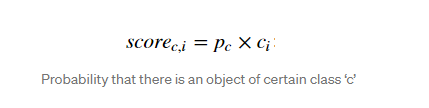 score_{c,i} = p_c × c_i
Probability that there is an object of certain class 'c'